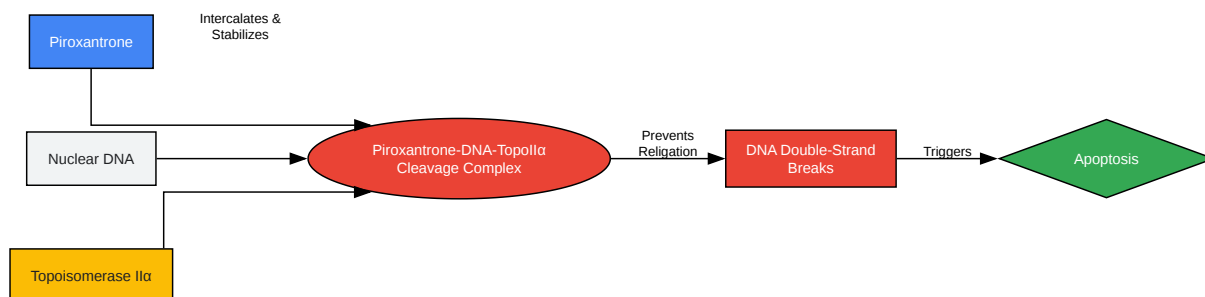 Piroxantrone
Intercalates &
Stabilizes
Nuclear DNA
Topoisomerase IIα
Piroxantrone-DNA-TopoIIα
Cleavage Complex
Prevents
Religation
DNA Double-Strand
Breaks
Triggers
Apoptosis